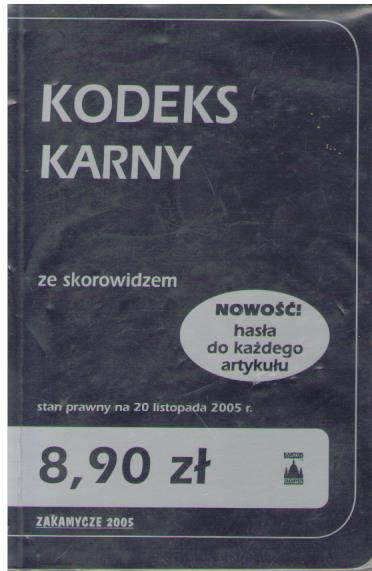 KODEKS
KARNY
ze skorowidzem
NOWOŚĆ!
hasła
do każdego
artykułu
stan prawny na 20 listopada 2005 r.
8,90 zł
ZAKAMYCZE 2005